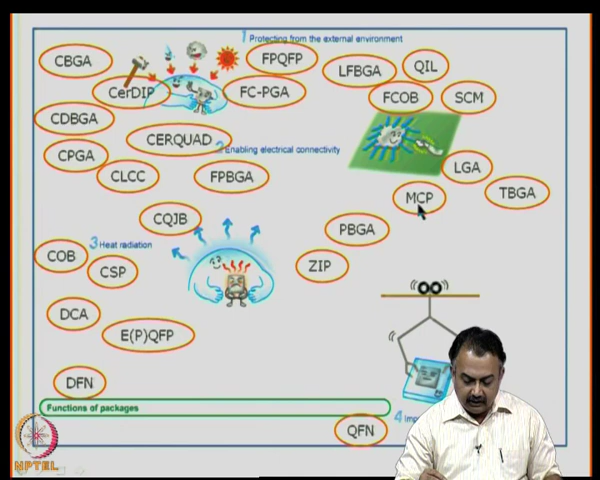 1 Protecting from the external environment
CBGA
FPQFP
LFBGA
QIL
CerDIP
FC-PGA
FCOB
SCM
CDBGA
CERQUAD
2 Enabling electrical connectivity
CPGA
CLCC
FPBGA
LGA
MCP
TBGA
CQJB
PBGA
3 Heat radiation
COB
CSP
ZIP
DCA
E(P)QFP
DFN
Functions of packages
4
QFN
NPTEL